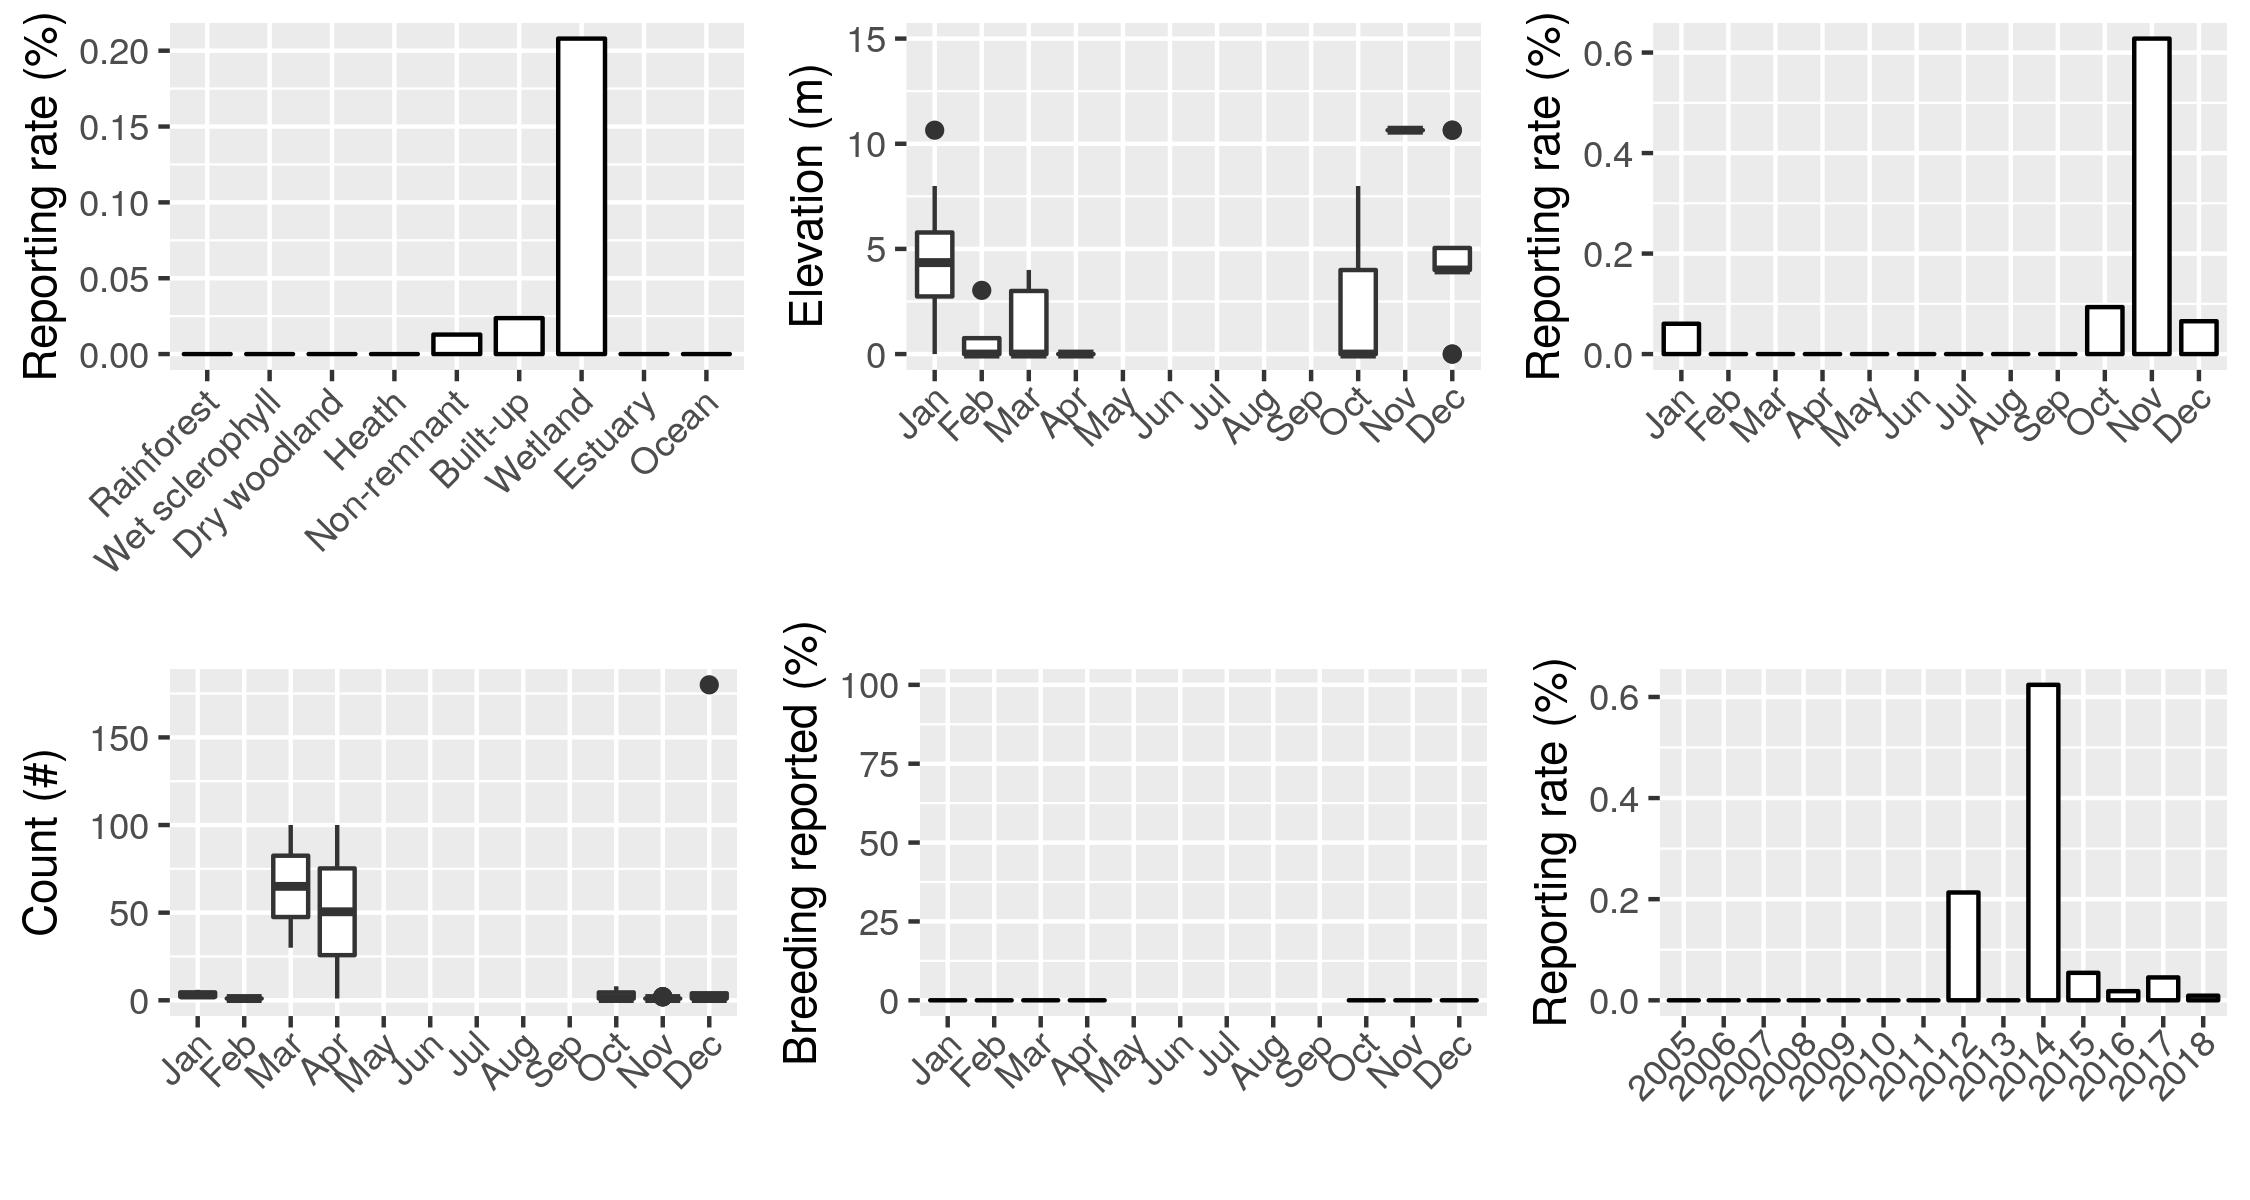 Reporting rate (%)
0.20
0.15
0.10
0.05
0.00
Rainforest
Wet sclerophyll
Dry woodland
Heath
Non-remnant
Built-up
Wetland
Estuary
Ocean
Elevation (m)
15
10
5
0
Jan
Feb
Mar
Apr
May
Jun
Jul
Aug
Sep
Oct
Nov
Dec
Reporting rate (%)
0.6
0.4
0.2
0.0
Jan
Feb
Mar
Apr
May
Jun
Jul
Aug
Sep
Oct
Nov
Dec
Count (#)
150
100
50
0
Jan
Feb
Mar
Apr
May
Jun
Jul
Aug
Sep
Oct
Nov
Dec
Breeding reported (%)
100
75
50
25
0
Jan
Feb
Mar
Apr
May
Jun
Jul
Aug
Sep
Oct
Nov
Dec
Reporting rate (%)
0.6
0.4
0.2
0.0
2005
2006
2007
2008
2009
2010
2011
2012
2013
2014
2015
2016
2017
2018